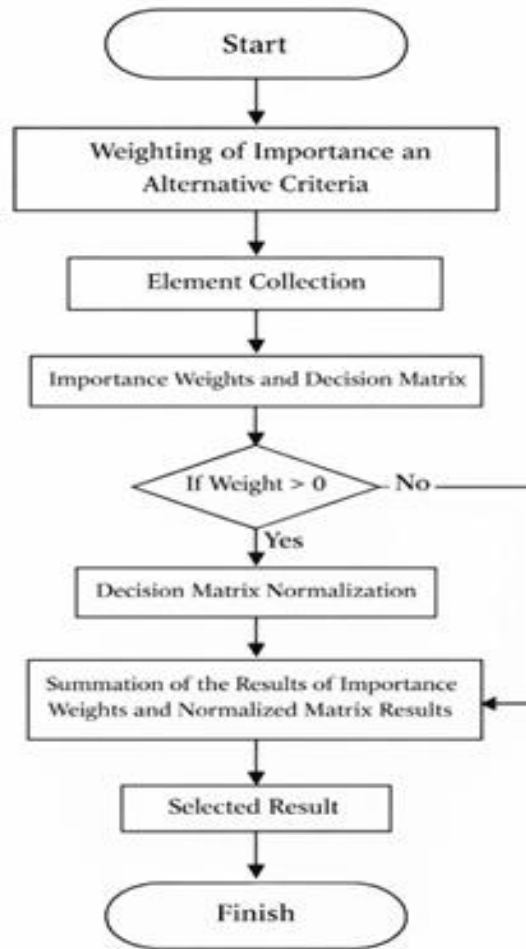 Start
Weighting of Importance an
Alternative Criteria
Element Collection
Importance Weights and Decision Matrix
If Weight > 0
No
Yes
Decision Matrix Normalization
Summation of the Results of Importance
Weights and Normalized Matrix Results
Selected Result
Finish